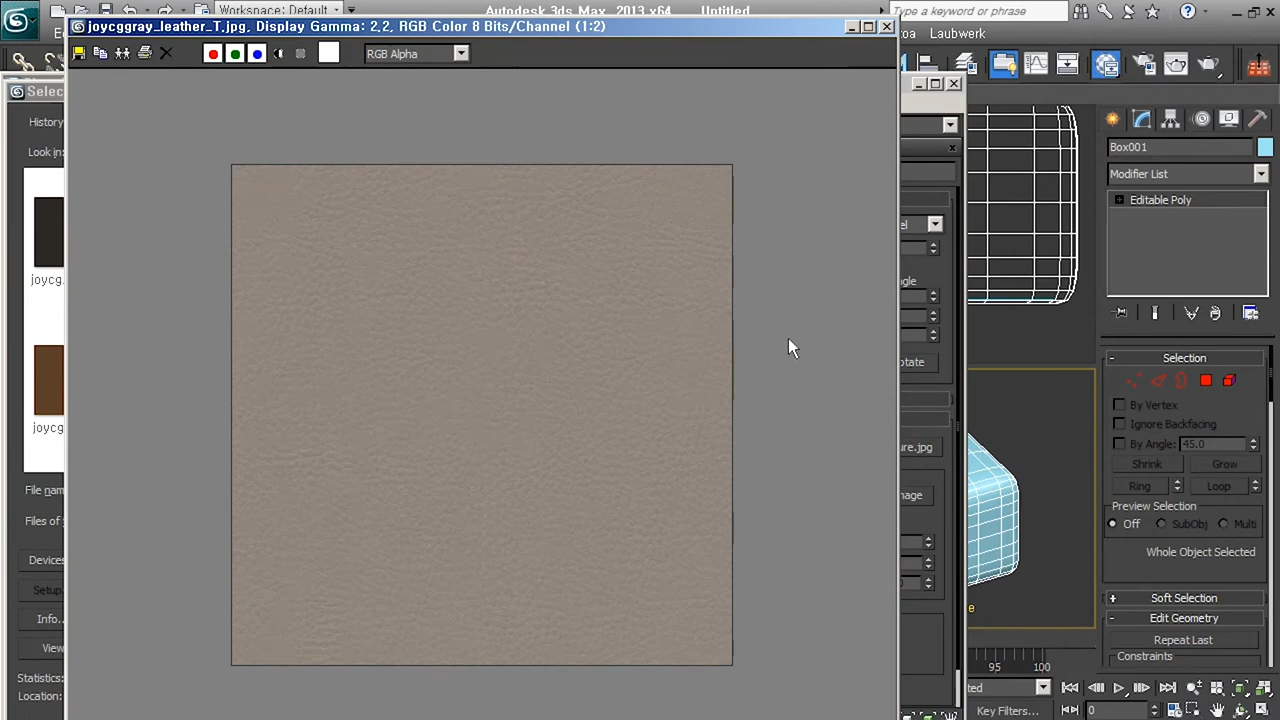 Autodesk 3ds Max 2013 x64 Untitled
Workspace: Default
Type a keyword or phrase
joycggray_leather_T.jpg, Display Gamma: 2,2, RGB Color 8 Bits/Channel (1:2)
Laubwerk
RGB Alpha
Selec
History
Look in:
joycg.
joycg
File nam
Files of
Devices
Setup..
Info..
View
Statistics:
Location:
ngle
otate
ure.jpg
mage
Box001
Modifier List
Editable Poly
Selection
By Vertex
Ignore Backfacing
By Angle: 45.0
Shrink
Grow
Ring
Loop
Preview Selection
Off
SubObj
Multi
Whole Object Selected
Soft Selection
Edit Geometry
Repeat Last
Constraints
95
100
ted
Key Filters...
0